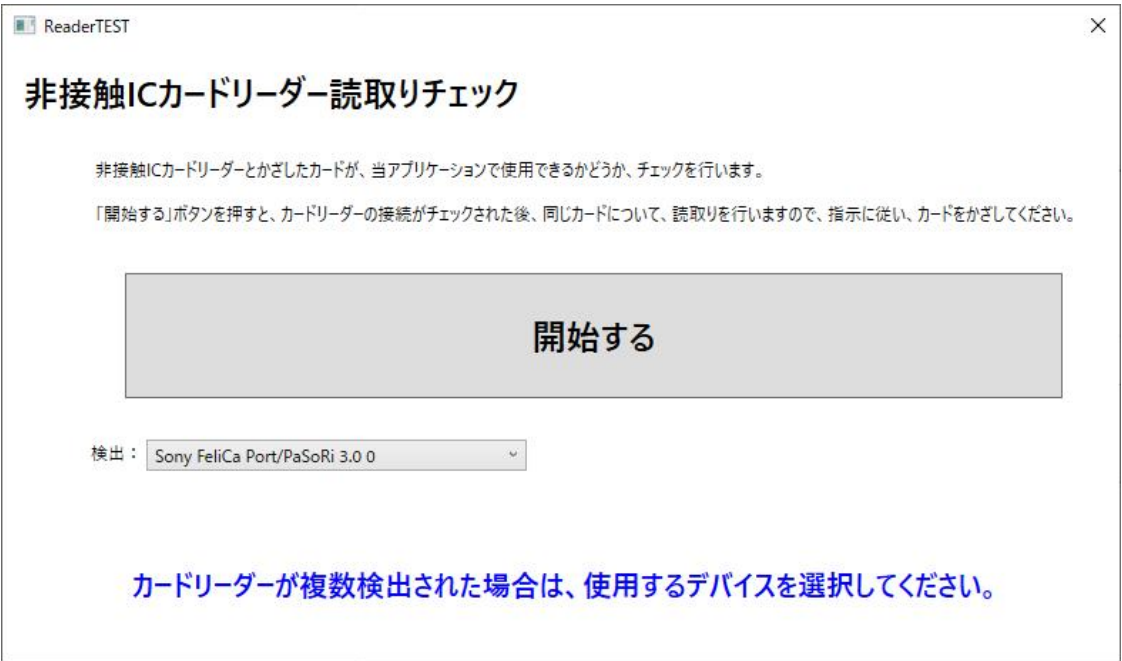 ReaderTEST
非接触ICカードリーダー読取りチェック
非接触ICカードリーダーとかざしたカードが、当アプリケーションで使用できるかどうか、チェックを行います。
「開始する」ボタンを押すと、カードリーダーの接続がチェックされた後、同じカードについて、読取りを行いますので、指示に従い、カードをかざしてください。
開始する
検出： Sony FeliCa Port/PaSoRi 3.0 0
カードリーダーが複数検出された場合は、使用するデバイスを選択してください。